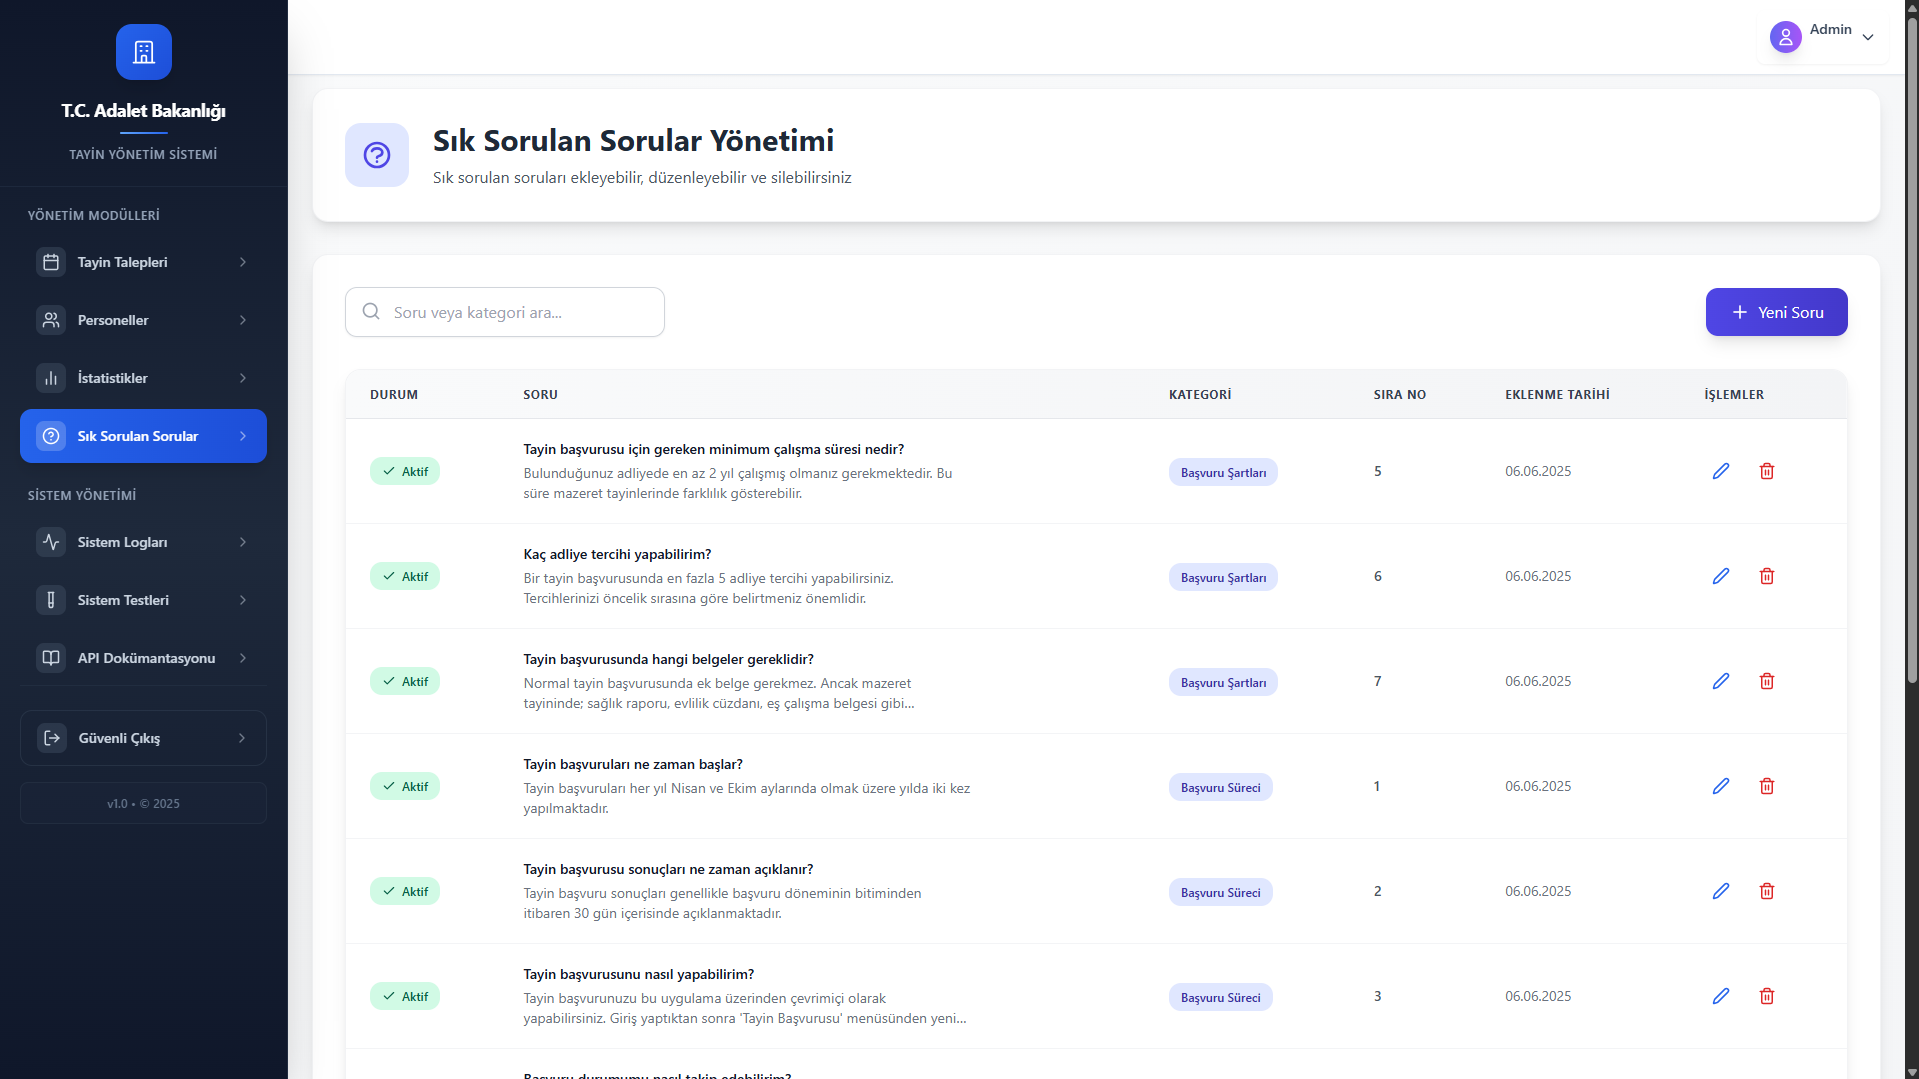 T.C. Adalet Bakanlığı
TAYİN YÖNETİM SİSTEMİ
YÖNETİM MODÜLLERİ
Tayin Talepleri
Personeller
İstatistikler
Sık Sorulan Sorular
SİSTEM YÖNETİMİ
Sistem Logları
Sistem Testleri
API Dokümantasyonu
Güvenli Çıkış
v1.0 • © 2025
Admin
Sık Sorulan Sorular Yönetimi
Sık sorulan soruları ekleyebilir, düzenleyebilir ve silebilirsiniz
Soru veya kategori ara...
Yeni Soru
DURUM SORU KATEGORİ SIRA NO EKLENME TARİHİ İŞLEMLER
Tayin başvurusu için gereken minimum çalışma süresi nedir?
Bulunduğunuz adliyede en az 2 yıl çalışmış olmanız gerekmektedir. Bu
süre mazeret tayinlerinde farklılık gösterebilir.
Aktif Başvuru Şartları 5 06.06.2025
Kaç adliye tercihi yapabilirim?
Bir tayin başvurusunda en fazla 5 adliye tercihi yapabilirsiniz.
Tercihlerinizi öncelik sırasına göre belirtmeniz önemlidir.
Aktif Başvuru Şartları 6 06.06.2025
Tayin başvurusunda hangi belgeler gereklidir?
Normal tayin başvurusunda ek belge gerekmez. Ancak mazeret
tayininde; sağlık raporu, evlilik cüzdanı, eş çalışma belgesi gibi...
Aktif Başvuru Şartları 7 06.06.2025
Tayin başvuruları ne zaman başlar?
Tayin başvuruları her yıl Nisan ve Ekim aylarında olmak üzere yılda iki kez
yapılmaktadır.
Aktif Başvuru Süreci 1 06.06.2025
Tayin başvurusu sonuçları ne zaman açıklanır?
Tayin başvuru sonuçları genellikle başvuru döneminin bitiminden
itibaren 30 gün içerisinde açıklanmaktadır.
Aktif Başvuru Süreci 2 06.06.2025
Tayin başvurusunu nasıl yapabilirim?
Tayin başvurunuzu bu uygulama üzerinden çevrimiçi olarak
yapabilirsiniz. Giriş yaptıktan sonra 'Tayin Başvurusu' menüsünden yeni...
Aktif Başvuru Süreci 3 06.06.2025
Başvuru durumumu nasıl takip edebilirim?